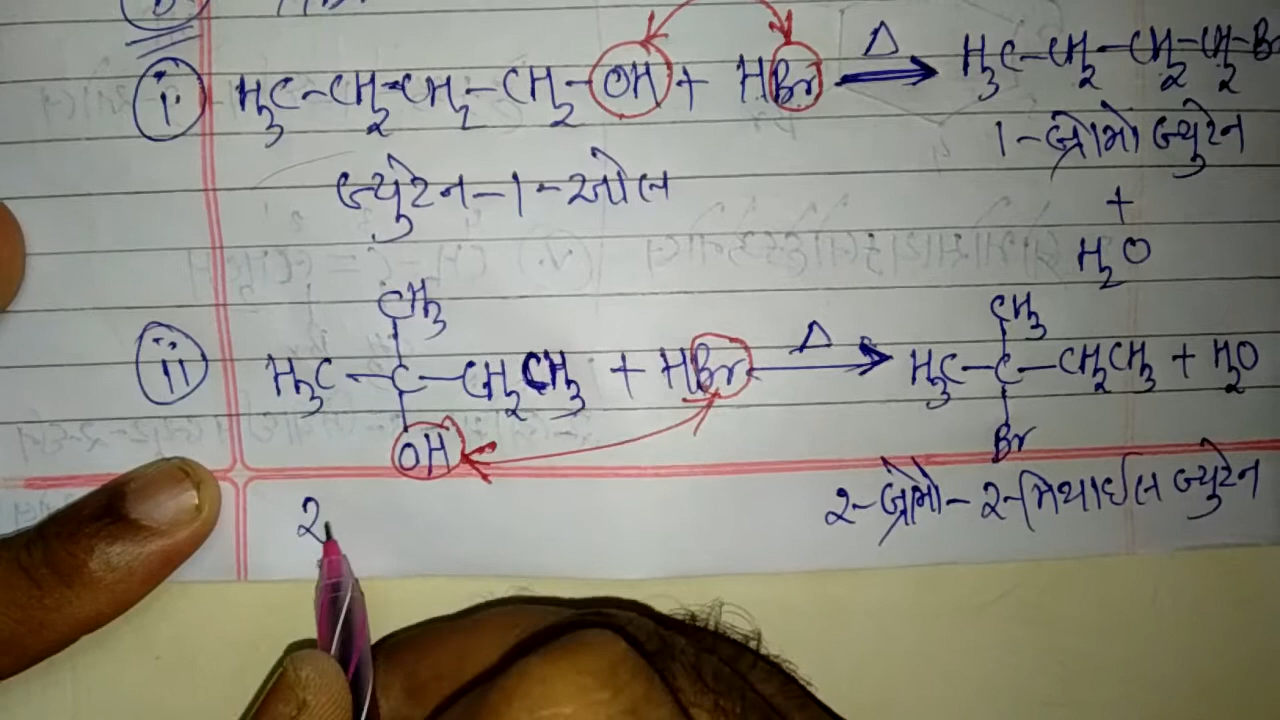 i H₃C-CH₂-CH₂-CH₂-OH + HBr Δ → H₃C-CH₂-CH₂-CH₂-Br
બ્યુટેન-1-ઓલ
1-બ્રોમો બ્યુટેન
+
H₂O
CH₃
CH₃
ii H₃C-C-CH₂CH₃ + HBr Δ → H₃C-C-CH₂CH₃ + H₂O
OH
Br
2-બ્રોમો-2-મિથાઈલ બ્યુટેન
2